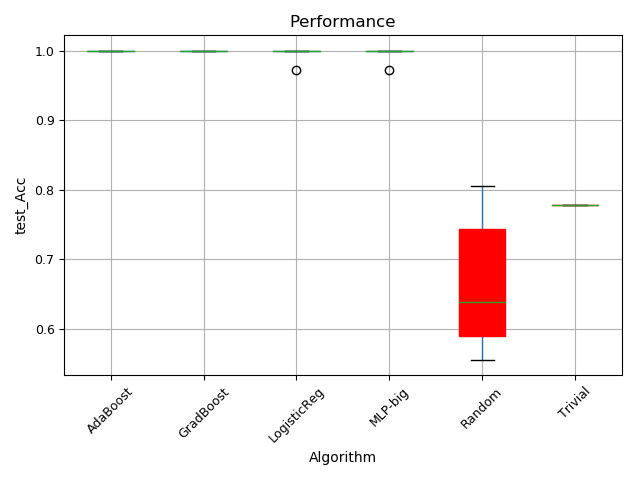 Performance
test_Acc
1.0
0.9
0.8
0.7
0.6
AdaBoost
GradBoost
LogisticReg
MLP-big
Random
Trivial
Algorithm